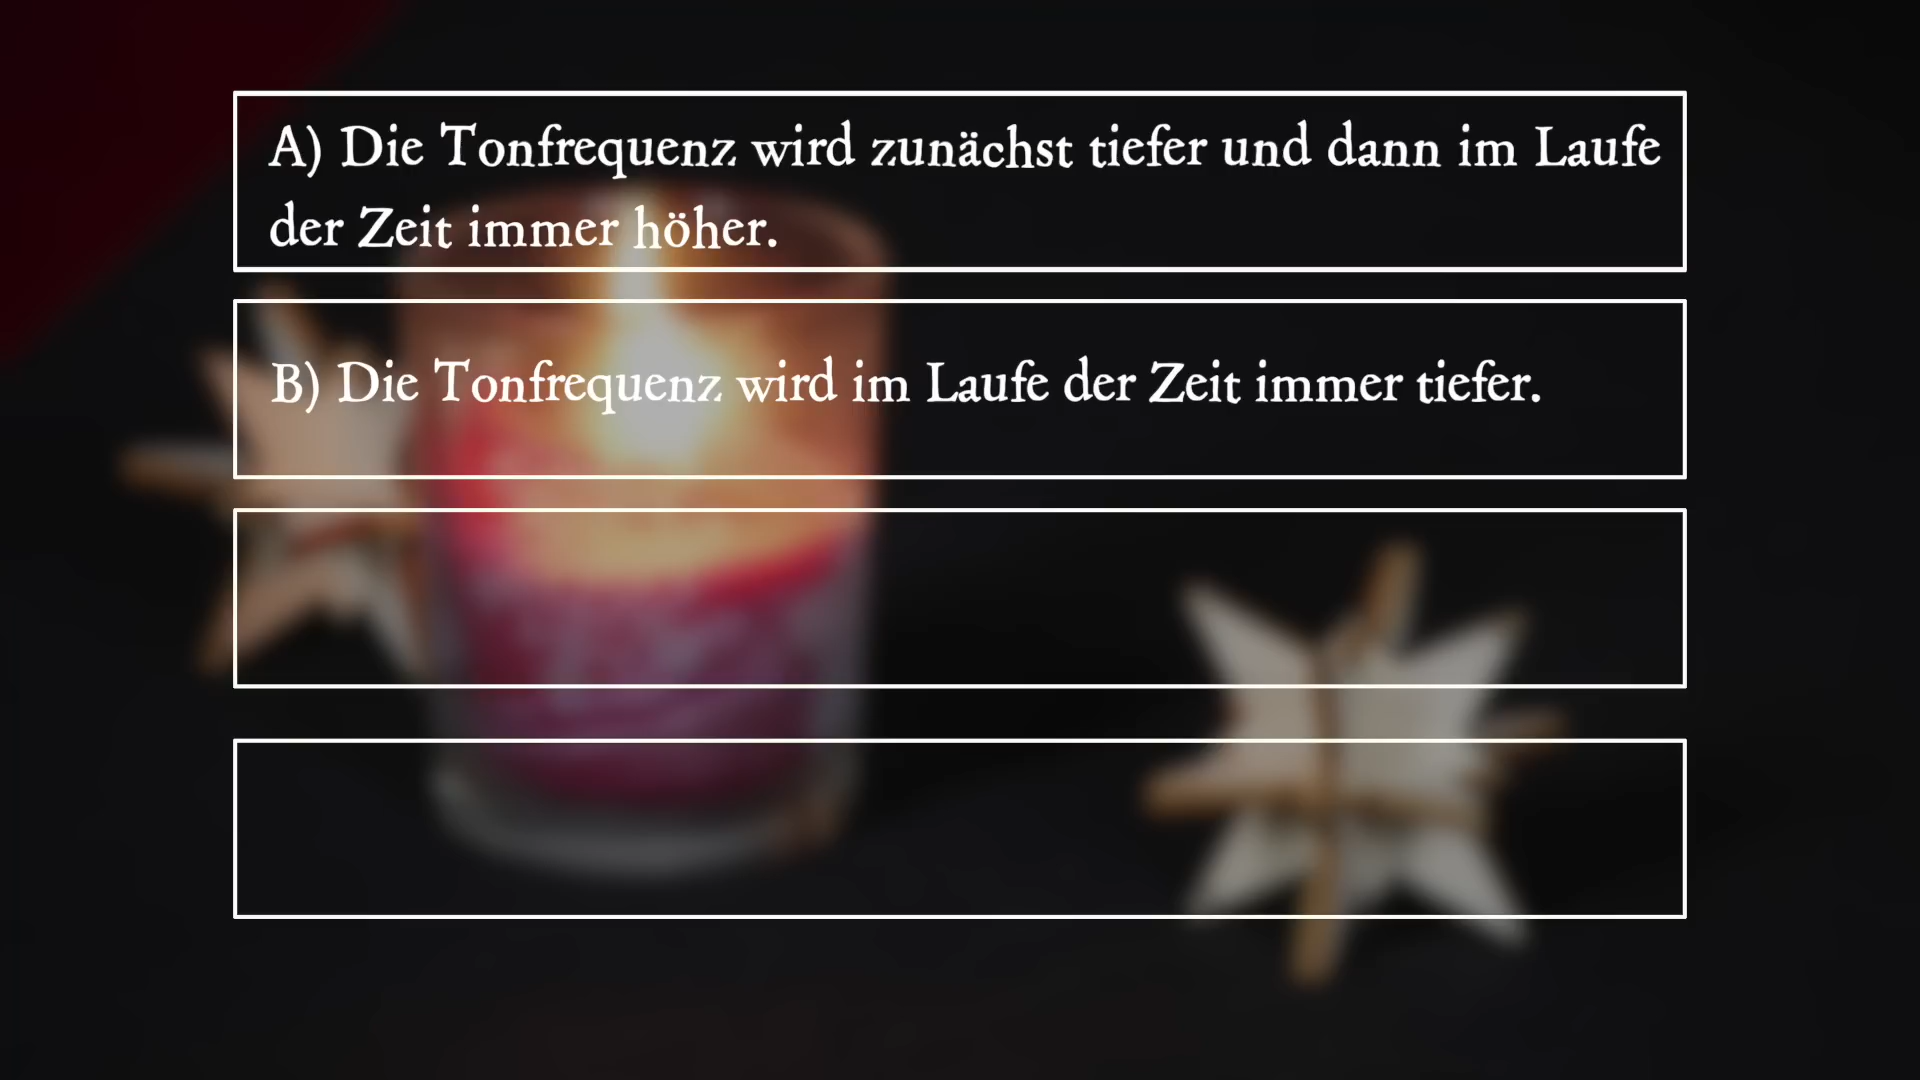 A) Die Tonfrequenz wird zunächst tiefer und dann im Laufe
der Zeit immer höher.
B) Die Tonfrequenz wird im Laufe der Zeit immer tiefer.